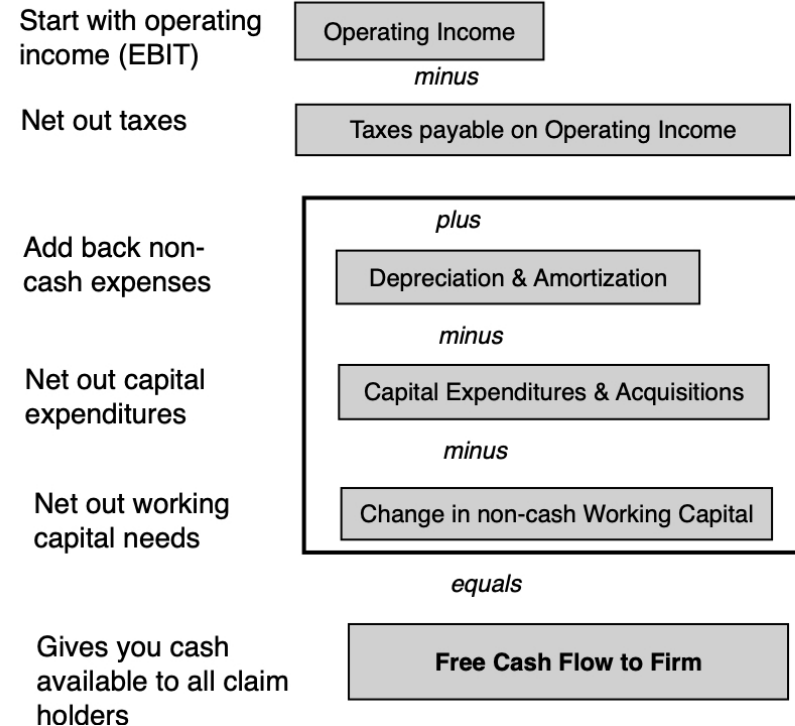 Start with operating
income (EBIT)
Operating Income
minus
Net out taxes
Taxes payable on Operating Income
plus
Add back non-
cash expenses
Depreciation & Amortization
minus
Net out capital
expenditures
Capital Expenditures & Acquisitions
minus
Net out working
capital needs
Change in non-cash Working Capital
equals
Gives you cash
available to all claim
holders
Free Cash Flow to Firm